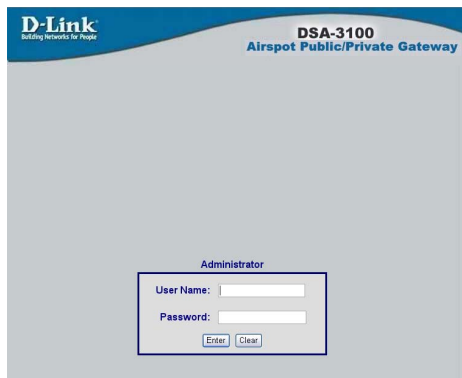 D-Link
Building Networks for People
DSA-3100
Airspot Public/Private Gateway
Administrator
User Name:
Password:
Enter Clear